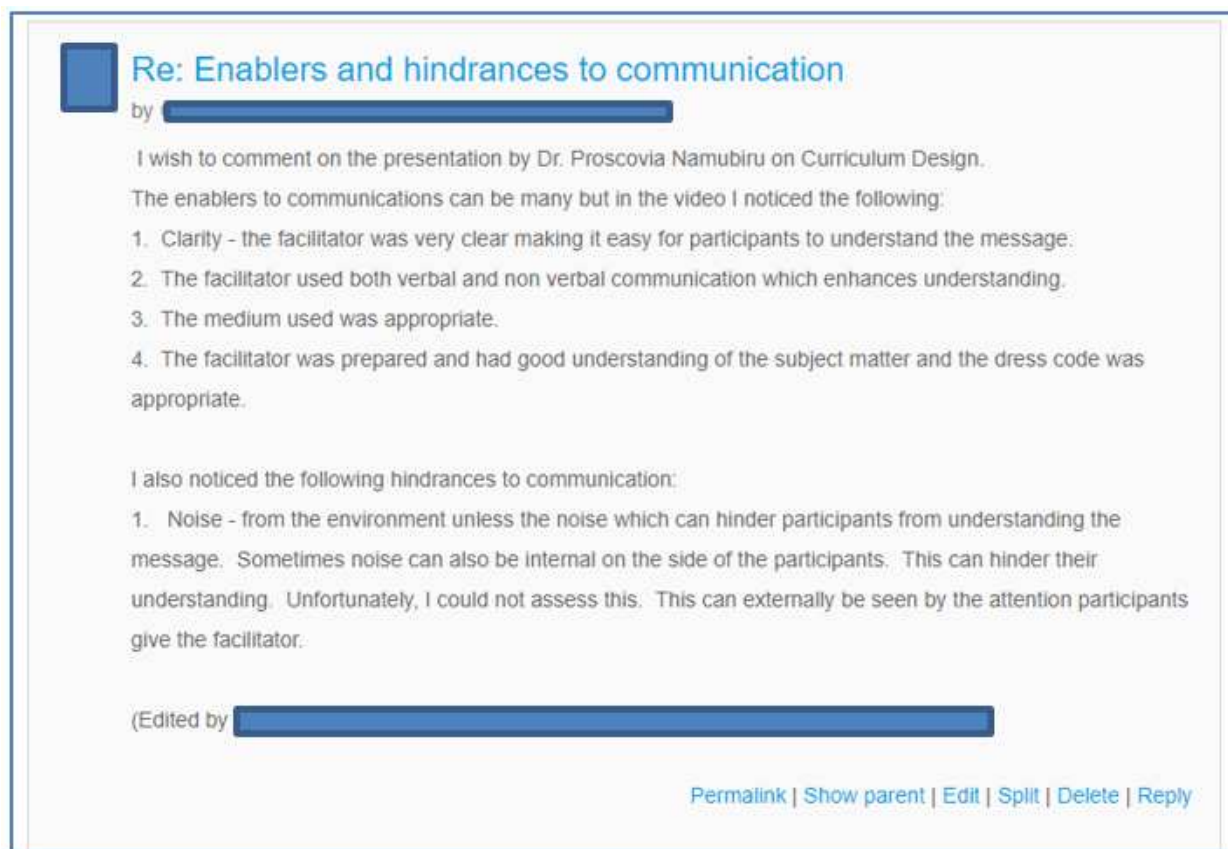 Re: Enablers and hindrances to communication
by
I wish to comment on the presentation by Dr. Proscovia Namubiru on Curriculum Design.
The enablers to communications can be many but in the video I noticed the following:
1. Clarity - the facilitator was very clear making it easy for participants to understand the message.
2. The facilitator used both verbal and non verbal communication which enhances understanding.
3. The medium used was appropriate.
4. The facilitator was prepared and had good understanding of the subject matter and the dress code was
appropriate.
I also noticed the following hindrances to communication:
1. Noise - from the environment unless the noise which can hinder participants from understanding the
message. Sometimes noise can also be internal on the side of the participants. This can hinder their
understanding. Unfortunately, I could not assess this. This can externally be seen by the attention participants
give the facilitator.
(Edited by
Permalink | Show parent | Edit | Split | Delete | Reply